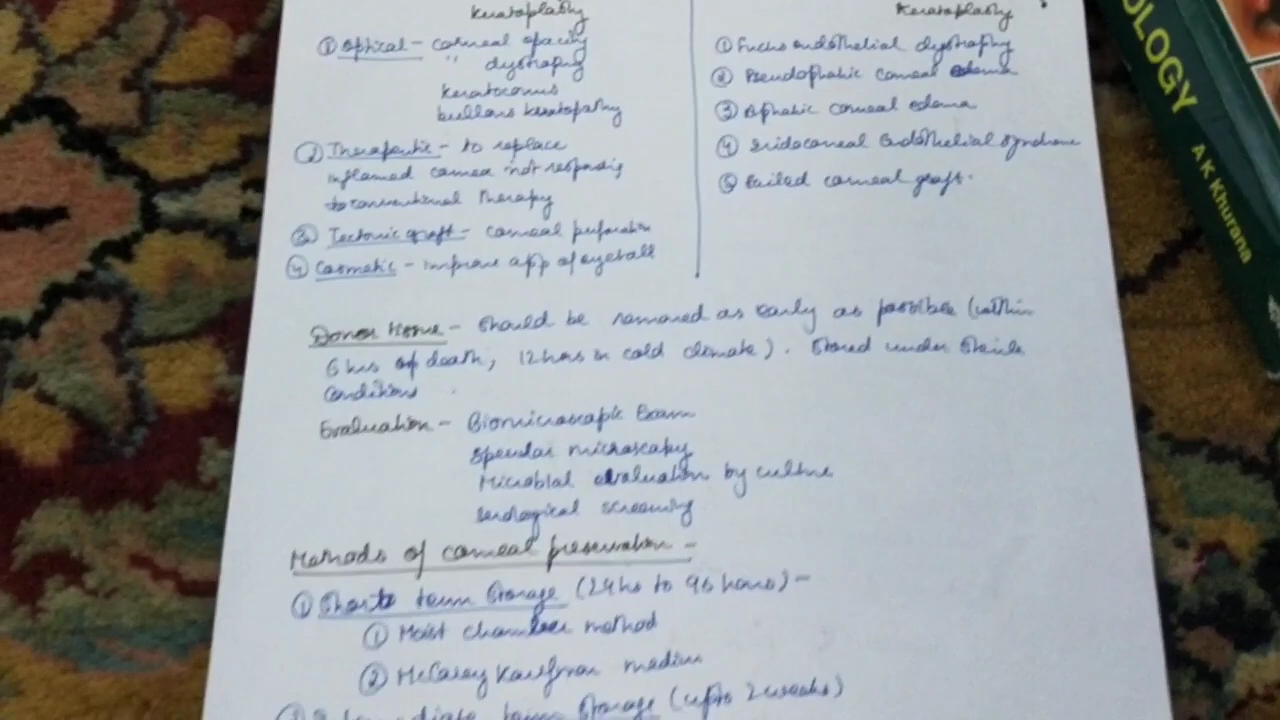 Keratoplasty
① Optical - corneal opacity
" dystrophy
keratoconus
bullous keratopathy
② Therapeutic - to replace
inflamed cornea not responding
to conventional therapy
③ Tectonic graft - corneal perforation
④ Cosmetic - improve app of eyeball
Keratoplasty
① Fuchs endothelial dystrophy
② Pseudophakic corneal edema
③ Aphakic corneal edema
④ Iridocorneal Endothelial syndrome
⑤ Failed corneal graft.
Donor - should be removed as early as possible (within
6 hrs of death, 12 hrs in cold climate). Stored under sterile
conditions.
Evaluation - Biomicroscopic Exam
Specular microscopy
Microbial evaluation by culture
Serological screening
Methods of corneal preservation -
① Short term Storage (24 hs to 96 hours) -
① Moist chamber method
② McCarey Kaufman medium
term storage (upto 2 weeks)
OLOGY
AK Khurana